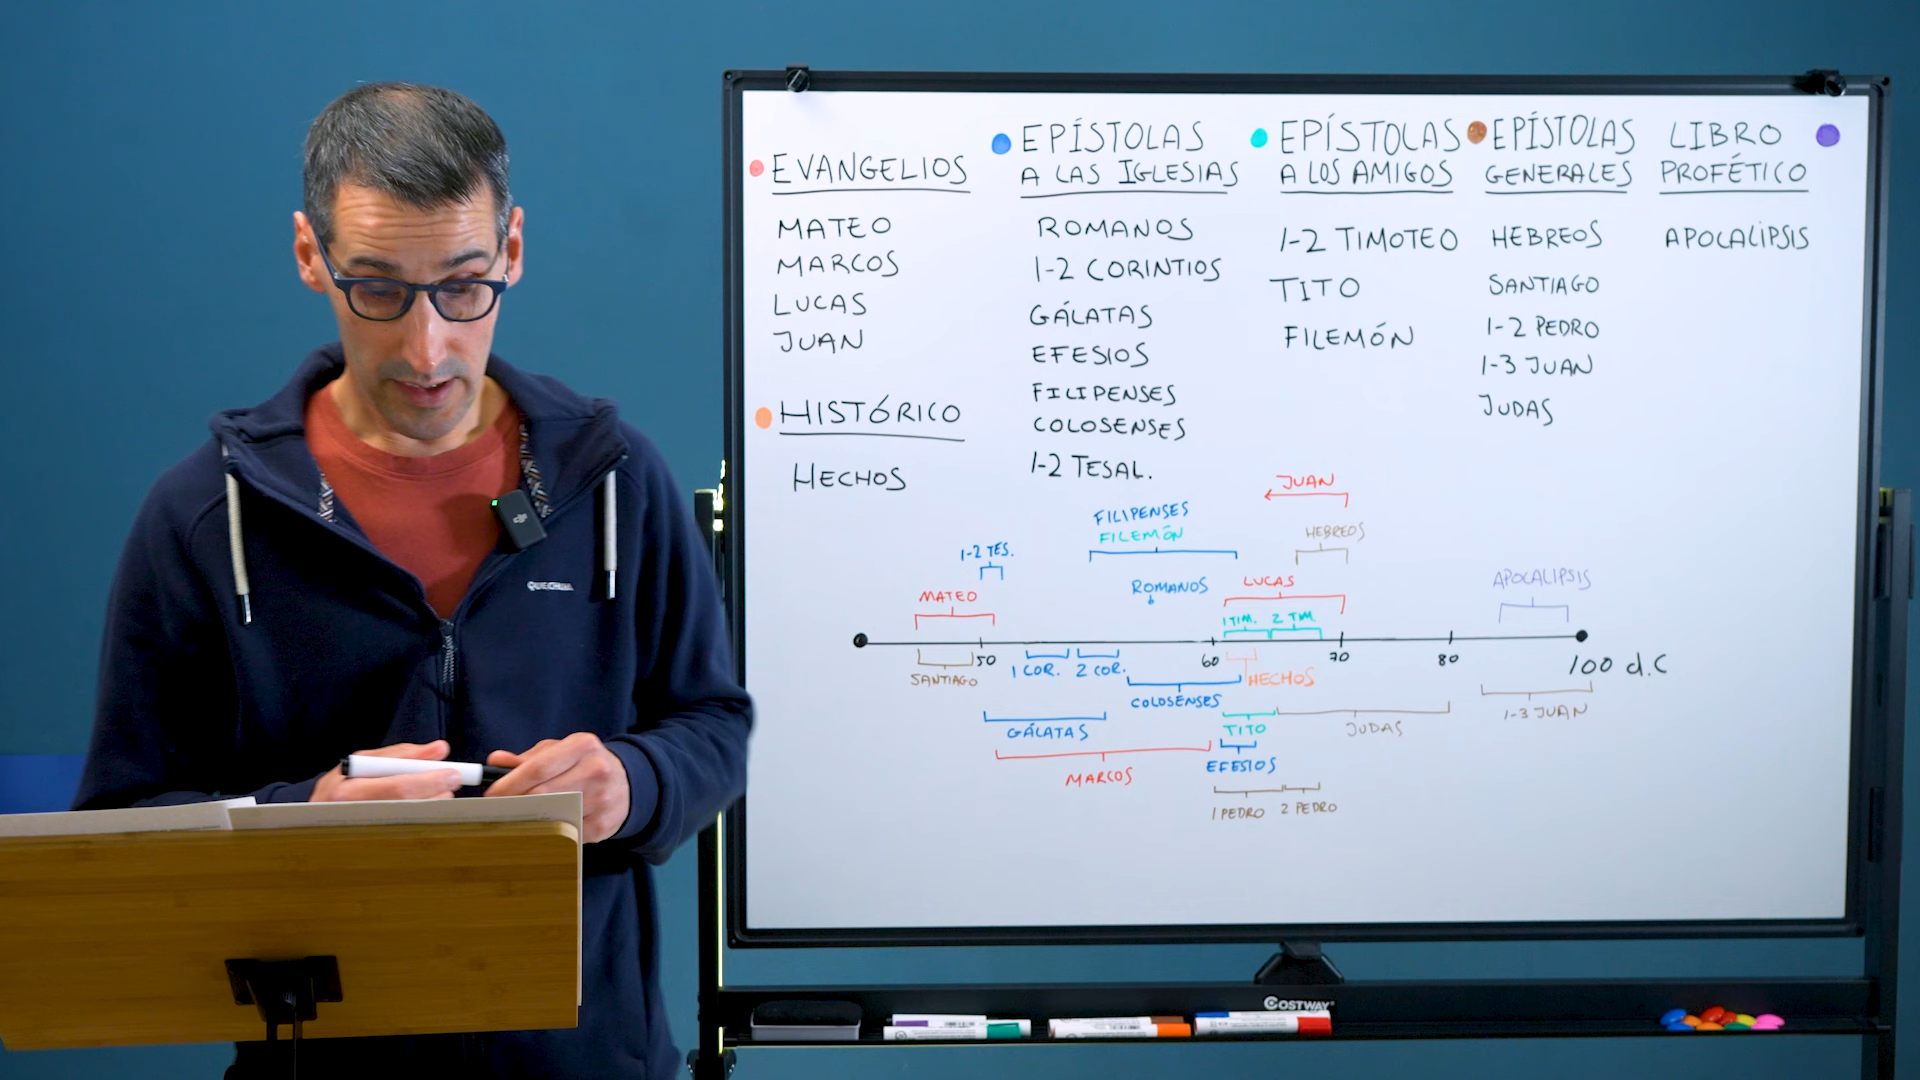 EVANGELIOS
MATEO
MARCOS
LUCAS
JUAN
HISTÓRICO
HECHOS
EPÍSTOLAS
A LAS IGLESIAS
ROMANOS
1-2 CORINTIOS
GÁLATAS
EFESIOS
FILIPENSES
COLOSENSES
1-2 TESAL.
EPÍSTOLAS
A LOS AMIGOS
1-2 TIMOTEO
TITO
FILEMÓN
EPÍSTOLAS
GENERALES
HEBREOS
SANTIAGO
1-2 PEDRO
1-3 JUAN
JUDAS
LIBRO
PROFÉTICO
APOCALIPSIS
JUAN
FILIPENSES
FILEMÓN
HEBREOS
1-2 TES.
ROMANOS
LUCAS
APOCALIPSIS
MATEO
1 TIM. 2 TIM.
50 60 70 80 100 d.C
SANTIAGO
1 COR. 2 COR.
HECHOS
COLOSENSES
1-3 JUAN
GÁLATAS
TITO
JUDAS
MARCOS
EFESIOS
1 PEDRO 2 PEDRO
QUECHUA
COSTWAY